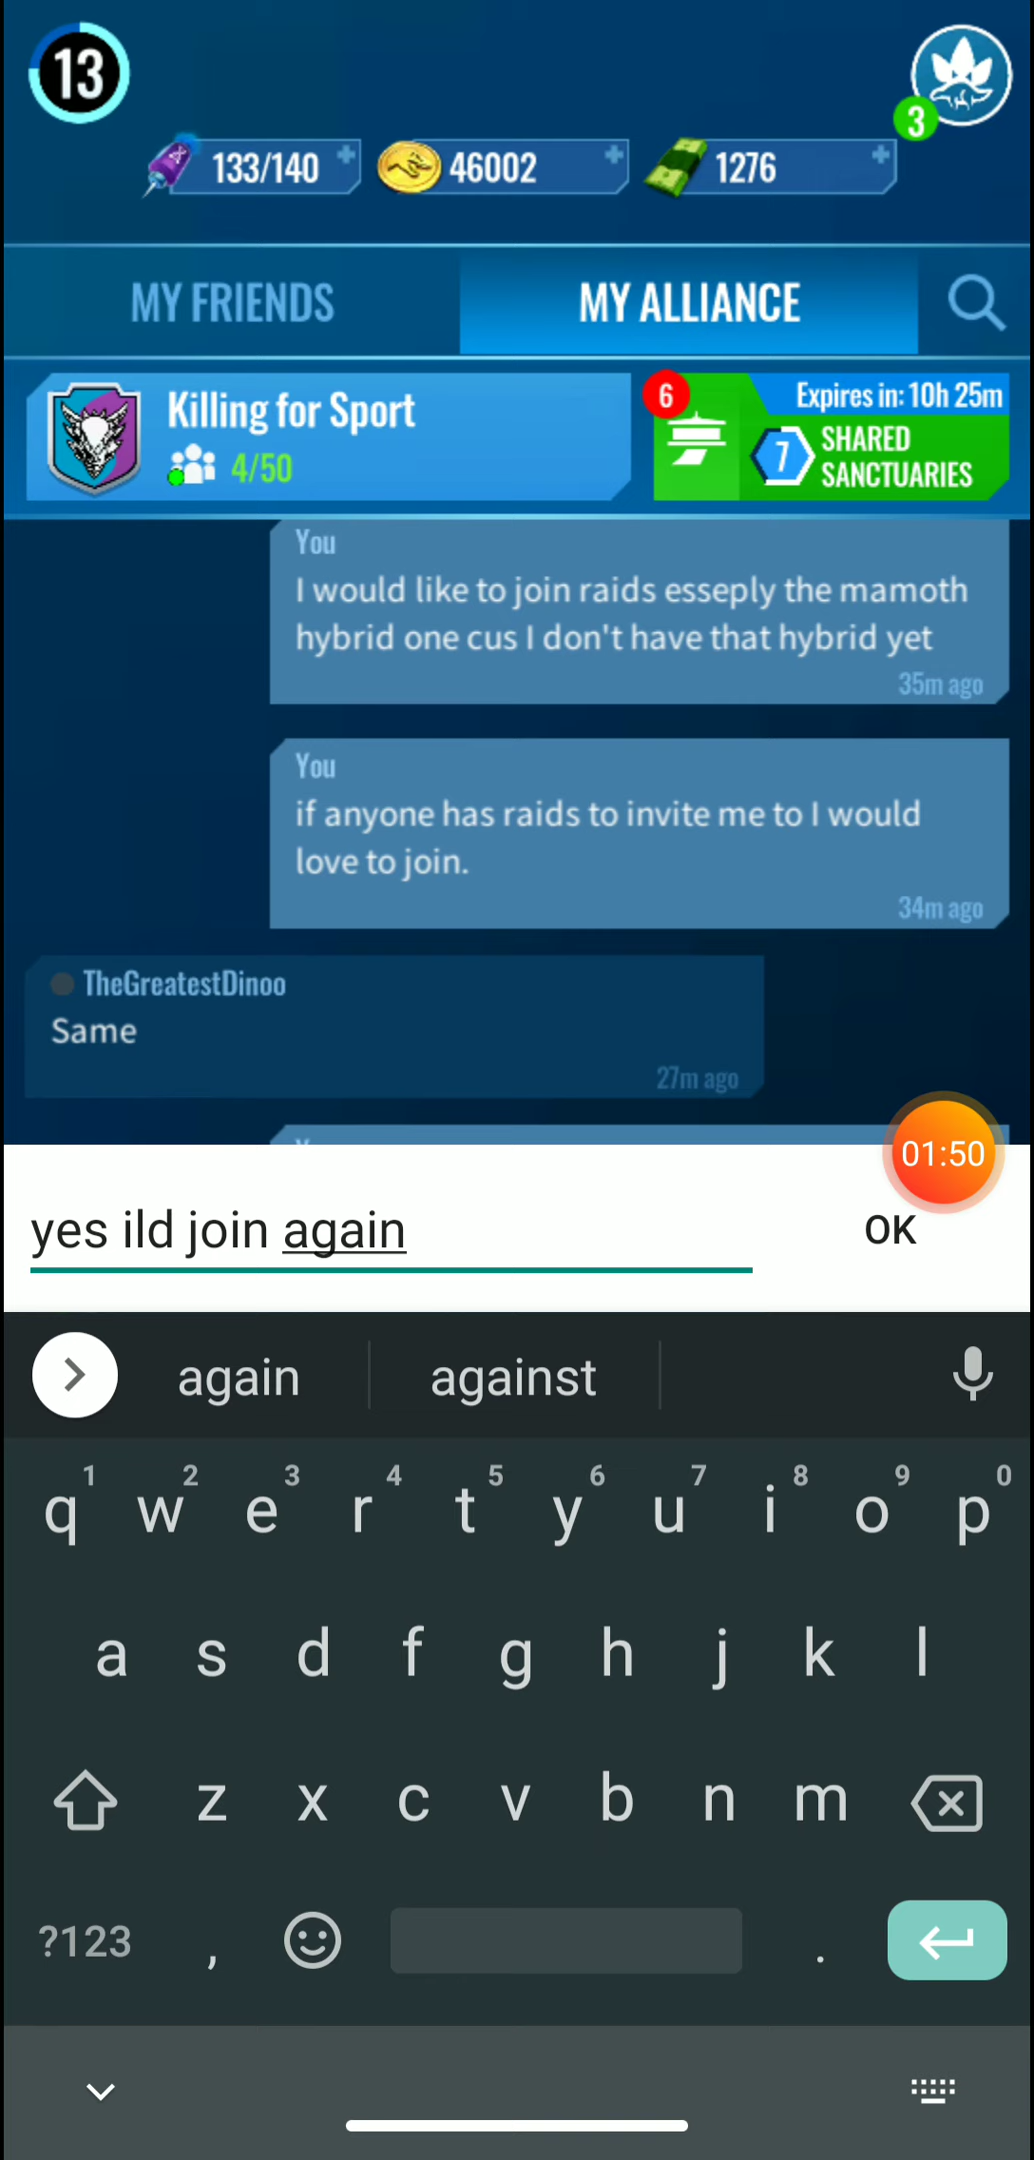 13
3
133/140 46002 1276
MY FRIENDS MY ALLIANCE
Killing for Sport
4/50
6
Expires in: 10h 25m
7 SHARED
SANCTUARIES
You
I would like to join raids esseply the mamoth
hybrid one cus I don't have that hybrid yet
35m ago
You
if anyone has raids to invite me to I would
love to join.
34m ago
TheGreatestDinoo
Same
27m ago
01:50
yes ild join again OK
again against
1 2 3 4 5 6 7 8 9 0
q w e r t y u i o p
a s d f g h j k l
z x c v b n m
?123 , .